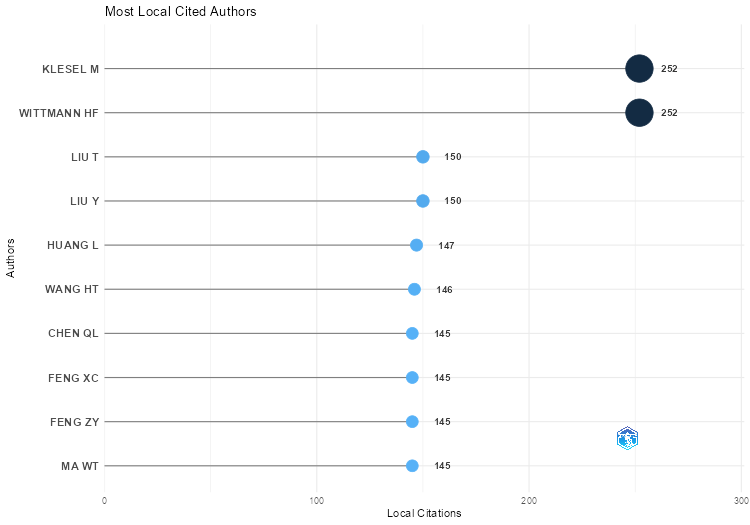 Most Local Cited Authors
KLESEL M 252
WITTMANN HF 252
LIU T 150
LIU Y 150
HUANG L 147
WANG HT 146
CHEN QL 145
FENG XC 145
FENG ZY 145
MA WT 145
Authors
0 100 200 300
Local Citations